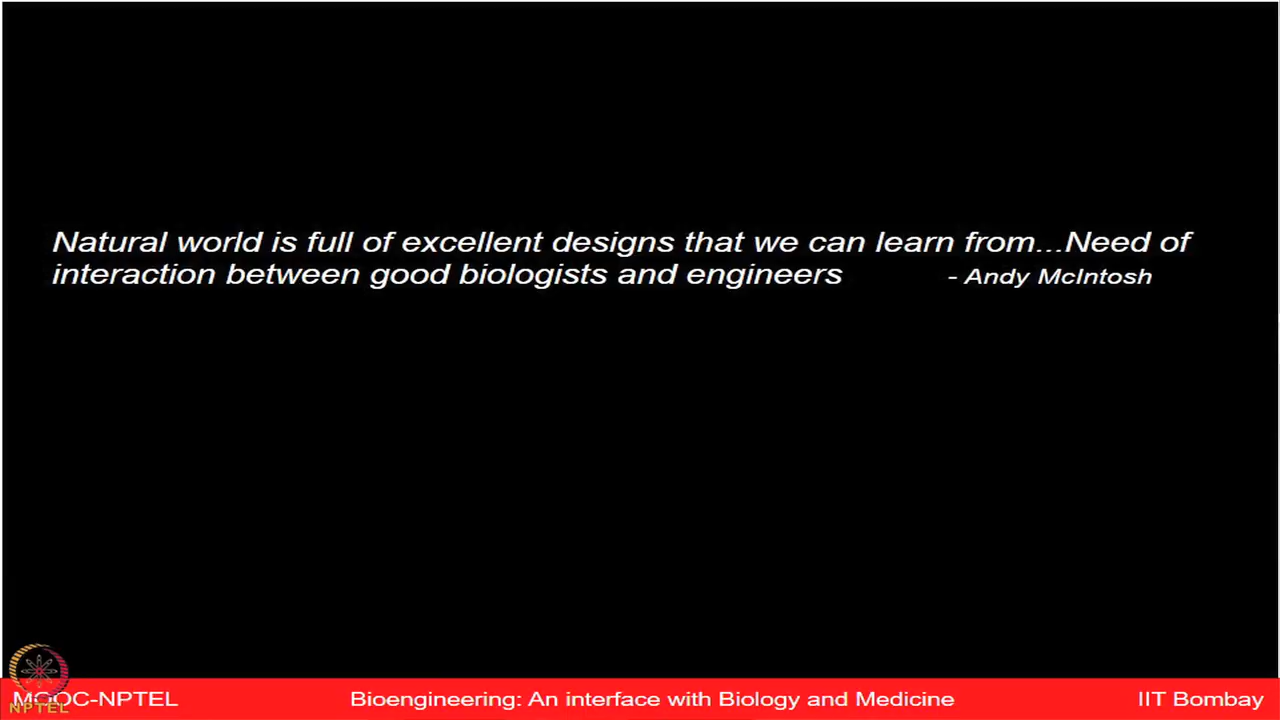 Natural world is full of excellent designs that we can learn from...Need of
interaction between good biologists and engineers - Andy McIntosh
MOOC-NPTEL Bioengineering: An interface with Biology and Medicine IIT Bombay
NPTEL